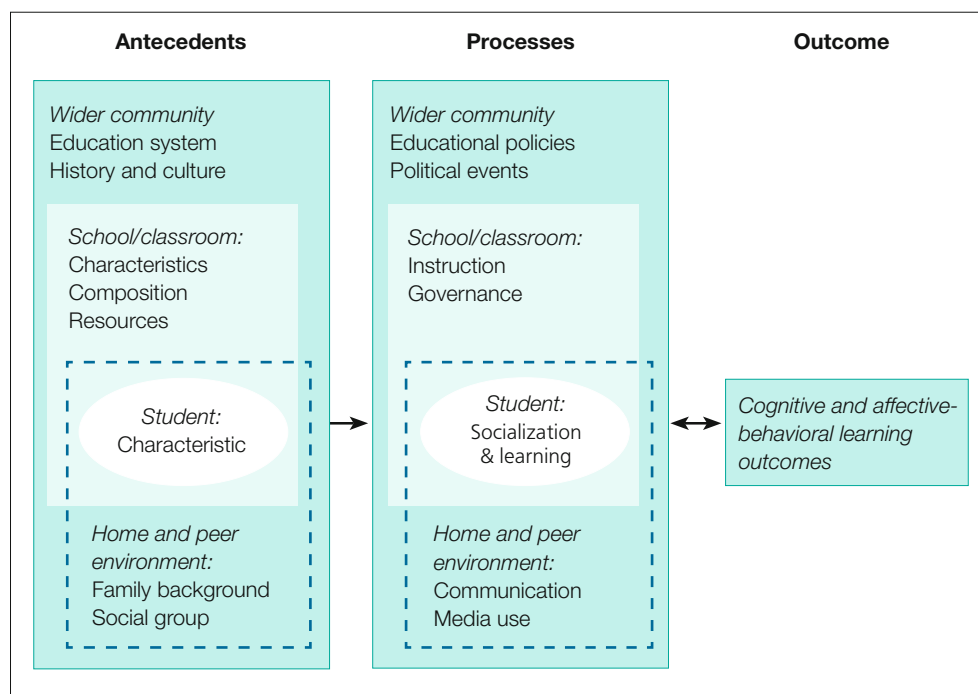 Antecedents
Wider community
Education system
History and culture
School/classroom:
Characteristics
Composition
Resources
Student:
Characteristic
Home and peer
environment:
Family background
Social group
Processes
Wider community
Educational policies
Political events
School/classroom:
Instruction
Governance
Student:
Socialization
& learning
Home and peer
environment:
Communication
Media use
Outcome
Cognitive and affective-
behavioral learning
outcomes